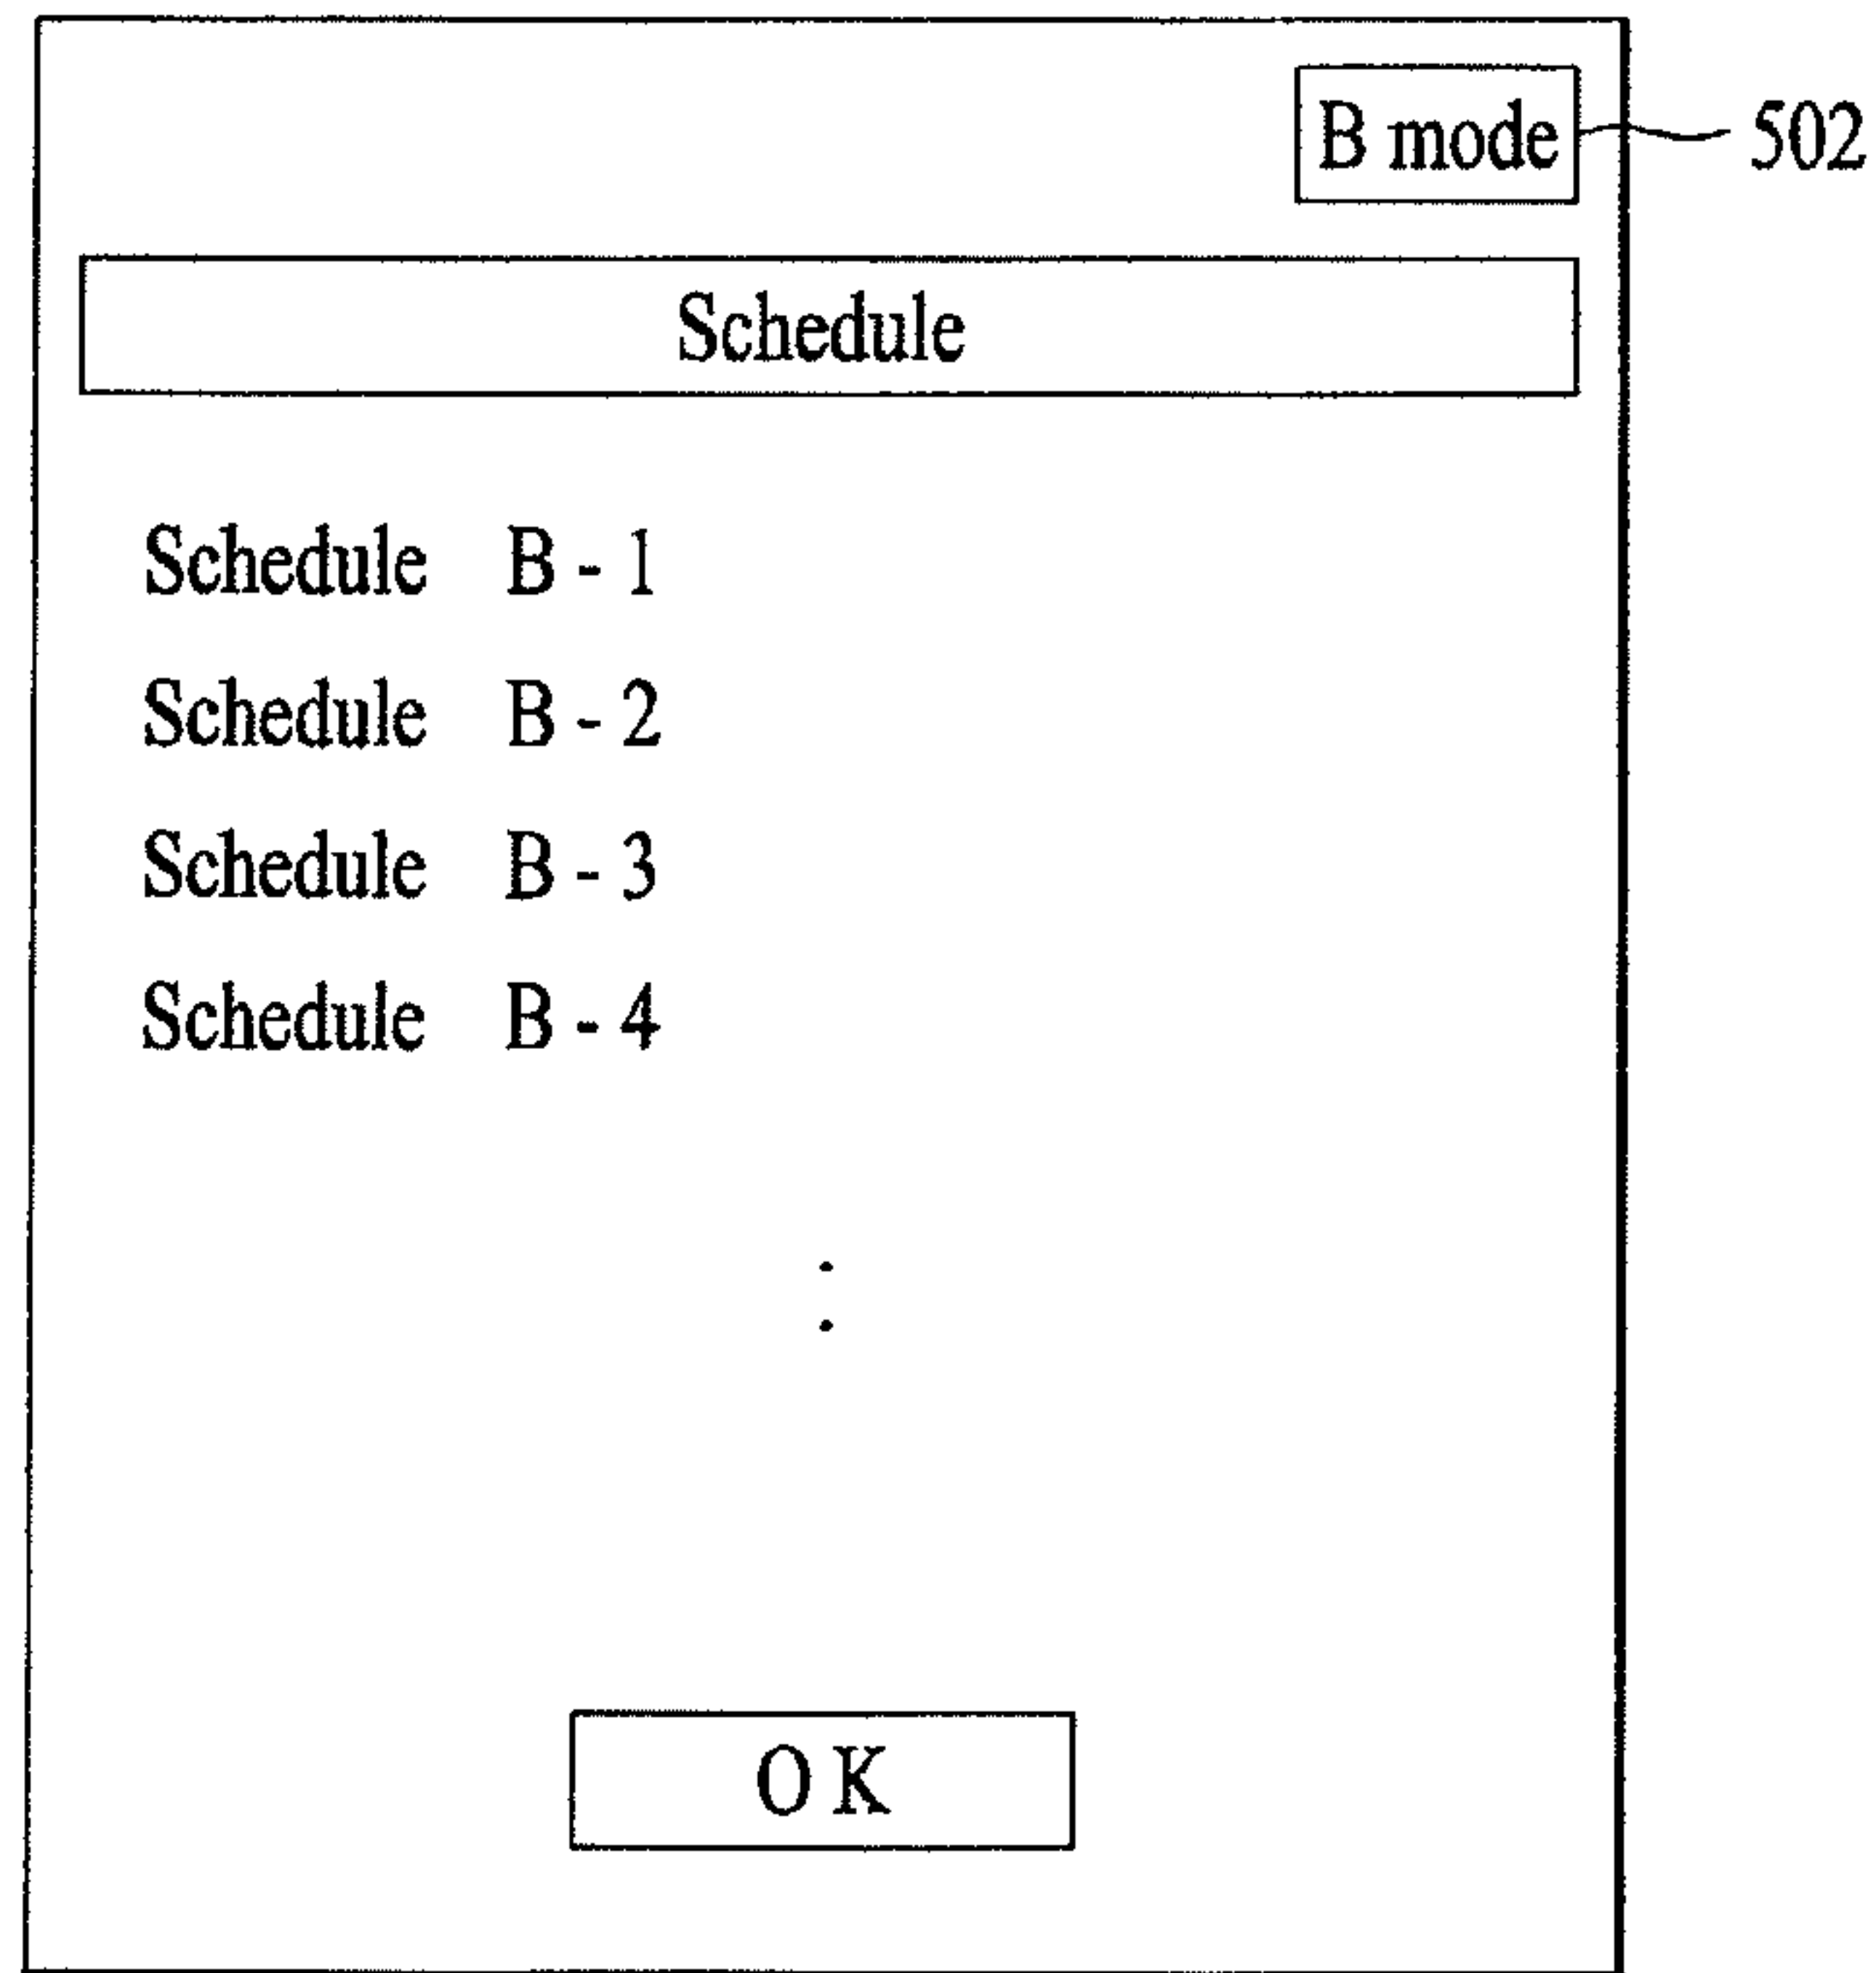 B mode 502
Schedule
Schedule B - 1
Schedule B - 2
Schedule B - 3
Schedule B - 4
:
OK